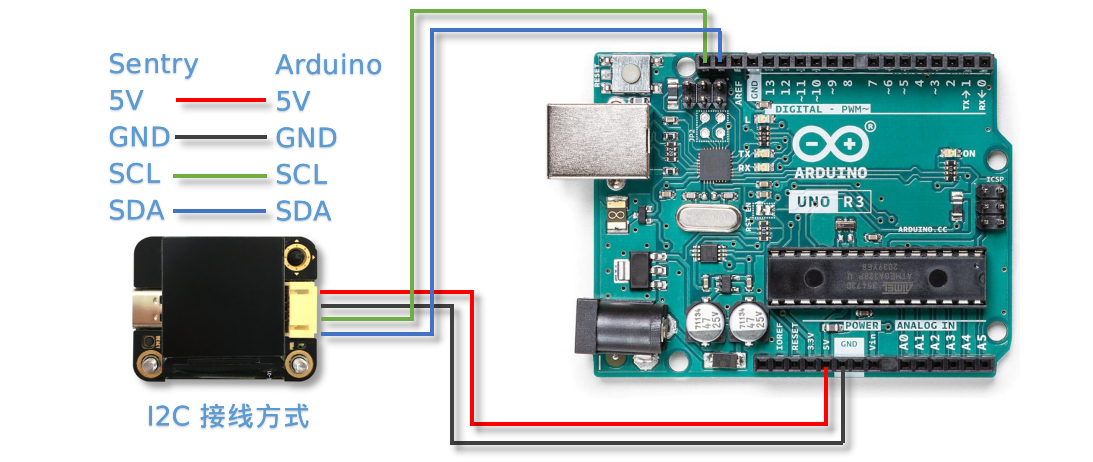 Sentry Arduino
5V 5V
GND GND
SCL SCL
SDA SDA
I2C 接线方式
RESET
AREF
GND
13
12
~11
~10
~9
8
7
~6
~5
4
~3
2
TX→1
RX←0
DIGITAL - PWM~
L
TX
RX
ON
ICSP
ARDUINO
UNO R3
ARDUINO.CC
ATMEL
POWER
ANALOG IN
IOREF
RESET
3.3V
5V
GND
Vin
A0
A1
A2
A3
A4
A5
71134
47
25V
71134
47
25V